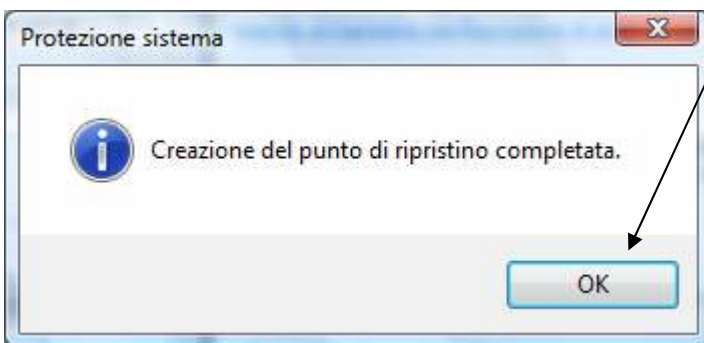 Protezione sistema
Creazione del punto di ripristino completata.
OK